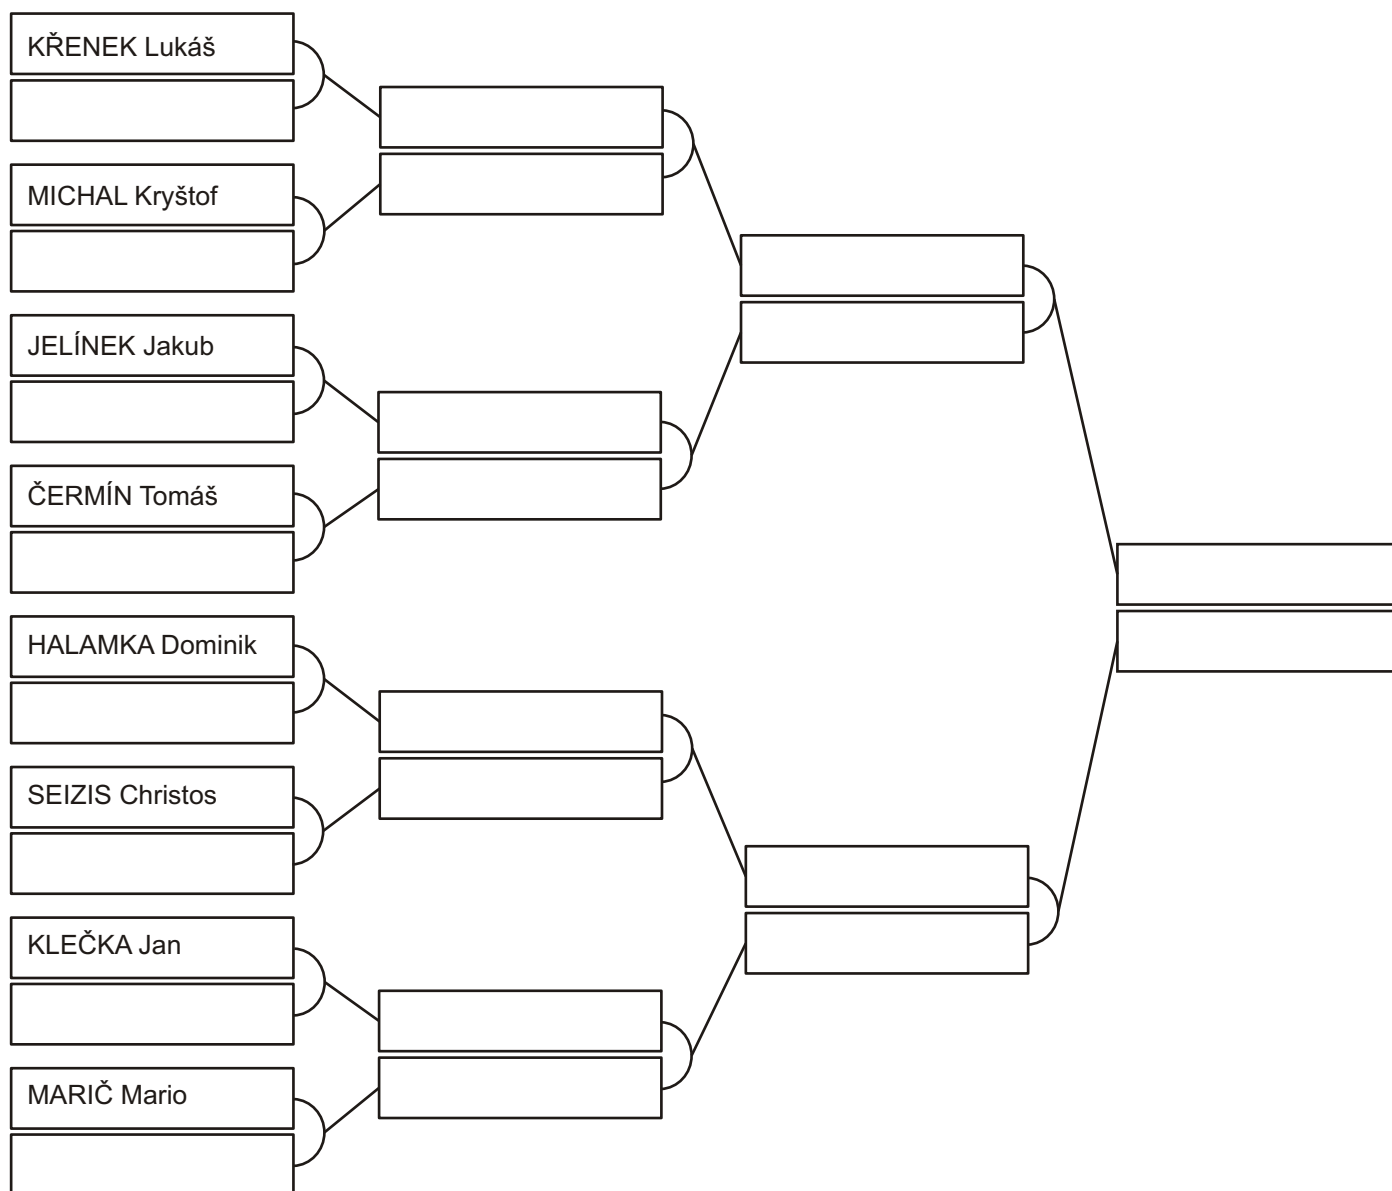 KŘENEK Lukáš
MICHAL Kryštof
JELÍNEK Jakub
ČERMÍN Tomáš
HALAMKA Dominik
SEIZIS Christos
KLEČKA Jan
MARIČ Mario